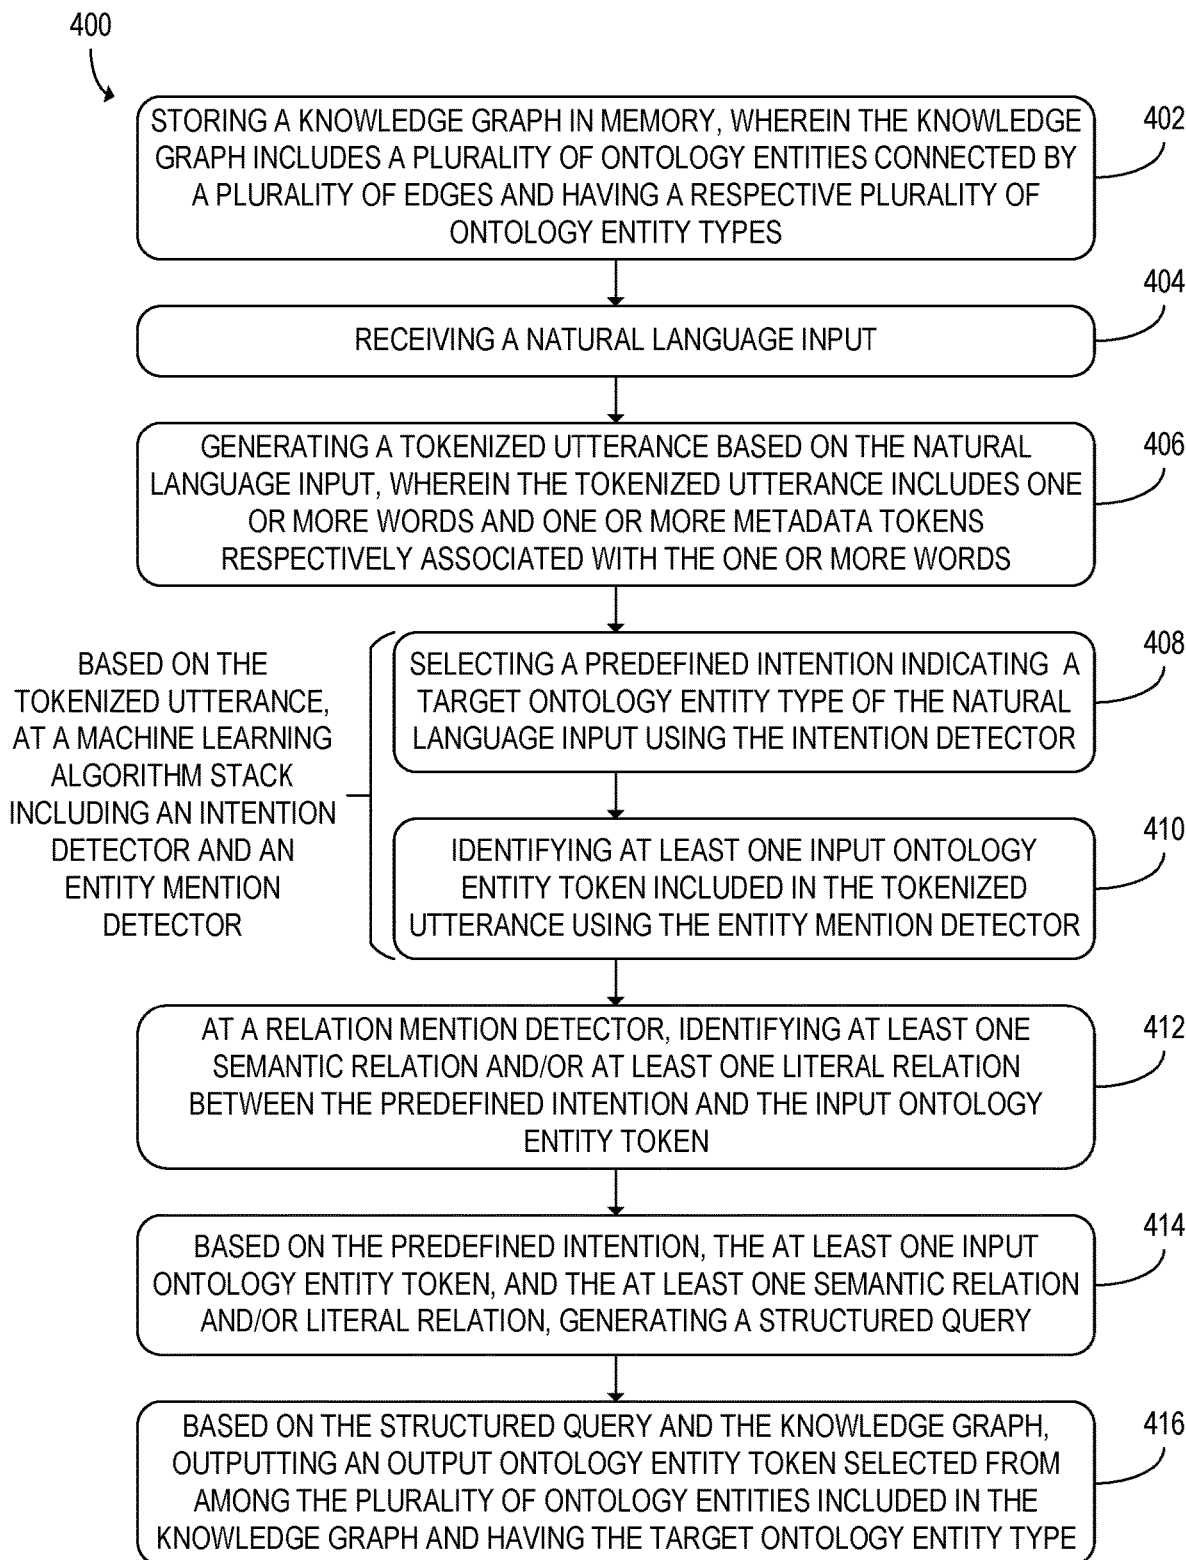 400
STORING A KNOWLEDGE GRAPH IN MEMORY, WHEREIN THE KNOWLEDGE
GRAPH INCLUDES A PLURALITY OF ONTOLOGY ENTITIES CONNECTED BY
A PLURALITY OF EDGES AND HAVING A RESPECTIVE PLURALITY OF
ONTOLOGY ENTITY TYPES
402
RECEIVING A NATURAL LANGUAGE INPUT
404
GENERATING A TOKENIZED UTTERANCE BASED ON THE NATURAL
LANGUAGE INPUT, WHEREIN THE TOKENIZED UTTERANCE INCLUDES ONE
OR MORE WORDS AND ONE OR MORE METADATA TOKENS
RESPECTIVELY ASSOCIATED WITH THE ONE OR MORE WORDS
406
BASED ON THE
TOKENIZED UTTERANCE,
AT A MACHINE LEARNING
ALGORITHM STACK
INCLUDING AN INTENTION
DETECTOR AND AN
ENTITY MENTION
DETECTOR
SELECTING A PREDEFINED INTENTION INDICATING A
TARGET ONTOLOGY ENTITY TYPE OF THE NATURAL
LANGUAGE INPUT USING THE INTENTION DETECTOR
408
IDENTIFYING AT LEAST ONE INPUT ONTOLOGY
ENTITY TOKEN INCLUDED IN THE TOKENIZED
UTTERANCE USING THE ENTITY MENTION DETECTOR
410
AT A RELATION MENTION DETECTOR, IDENTIFYING AT LEAST ONE
SEMANTIC RELATION AND/OR AT LEAST ONE LITERAL RELATION
BETWEEN THE PREDEFINED INTENTION AND THE INPUT ONTOLOGY
ENTITY TOKEN
412
BASED ON THE PREDEFINED INTENTION, THE AT LEAST ONE INPUT
ONTOLOGY ENTITY TOKEN, AND THE AT LEAST ONE SEMANTIC RELATION
AND/OR LITERAL RELATION, GENERATING A STRUCTURED QUERY
414
BASED ON THE STRUCTURED QUERY AND THE KNOWLEDGE GRAPH,
OUTPUTTING AN OUTPUT ONTOLOGY ENTITY TOKEN SELECTED FROM
AMONG THE PLURALITY OF ONTOLOGY ENTITIES INCLUDED IN THE
KNOWLEDGE GRAPH AND HAVING THE TARGET ONTOLOGY ENTITY TYPE
416